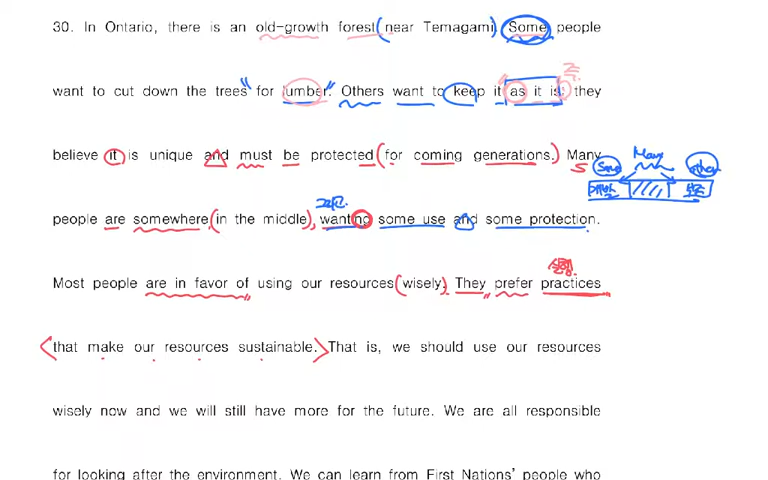 30. In Ontario, there is an old-growth forest (near Temagami). Some people
want to cut down the trees " for lumber." Others want to keep it as it is: they
believe it is unique and must be protected (for coming generations.) Many
Some Many others
개발 보존
people are somewhere (in the middle), wanting some use and some protection.
Most people are in favor of using our resources (wisely). They prefer practices
<that make our resources sustainable.> That is, we should use our resources
wisely now and we will still have more for the future. We are all responsible
for looking after the environment. We can learn from First Nations' people who